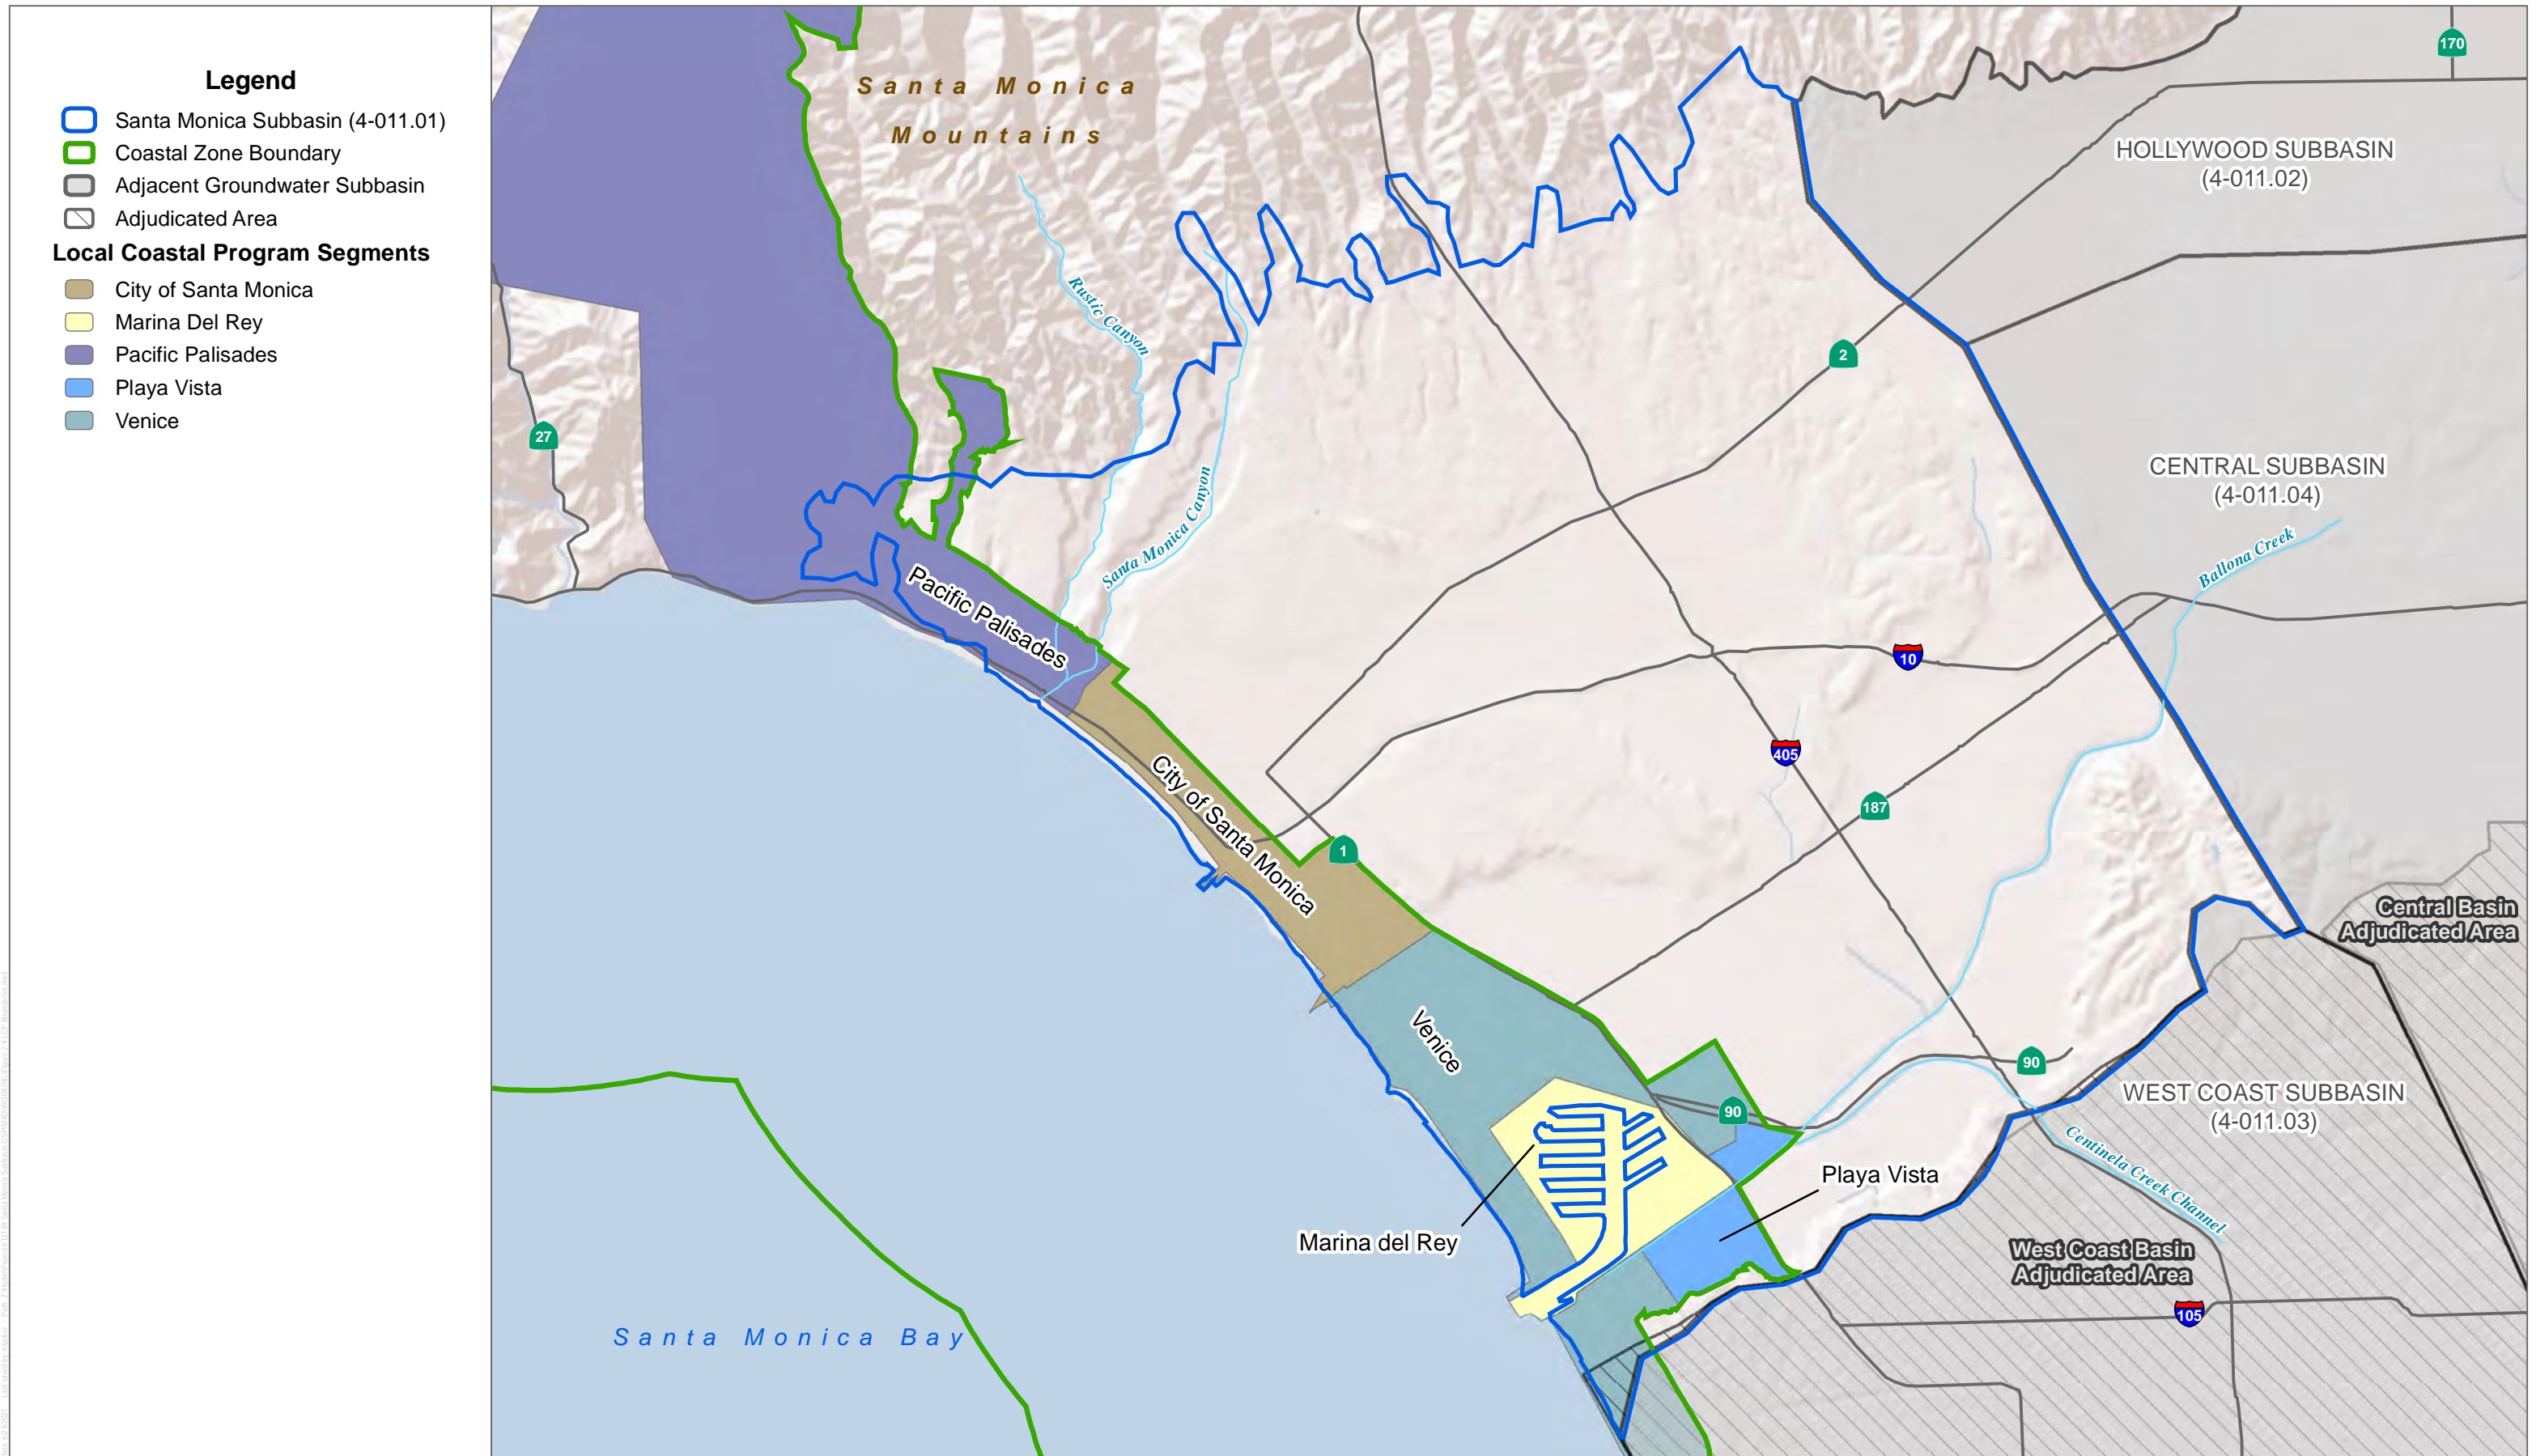 Legend
Santa Monica Subbasin (4-011.01)
Coastal Zone Boundary
Adjacent Groundwater Subbasin
Adjudicated Area
Local Coastal Program Segments
City of Santa Monica
Marina Del Rey
Pacific Palisades
Playa Vista
Venice
Santa Monica
Mountains
170
HOLLYWOOD SUBBASIN
(4-011.02)
Rustic Canyon
2
27
CENTRAL SUBBASIN
(4-011.04)
Santa Monica Canyon
Ballona Creek
Pacific Palisades
10
405
187
City of Santa Monica
1
Central Basin
Adjudicated Area
Venice
90
90
WEST COAST SUBBASIN
(4-011.03)
Centinela Creek Channel
Playa Vista
Marina del Rey
West Coast Basin
Adjudicated Area
105
Santa Monica Bay